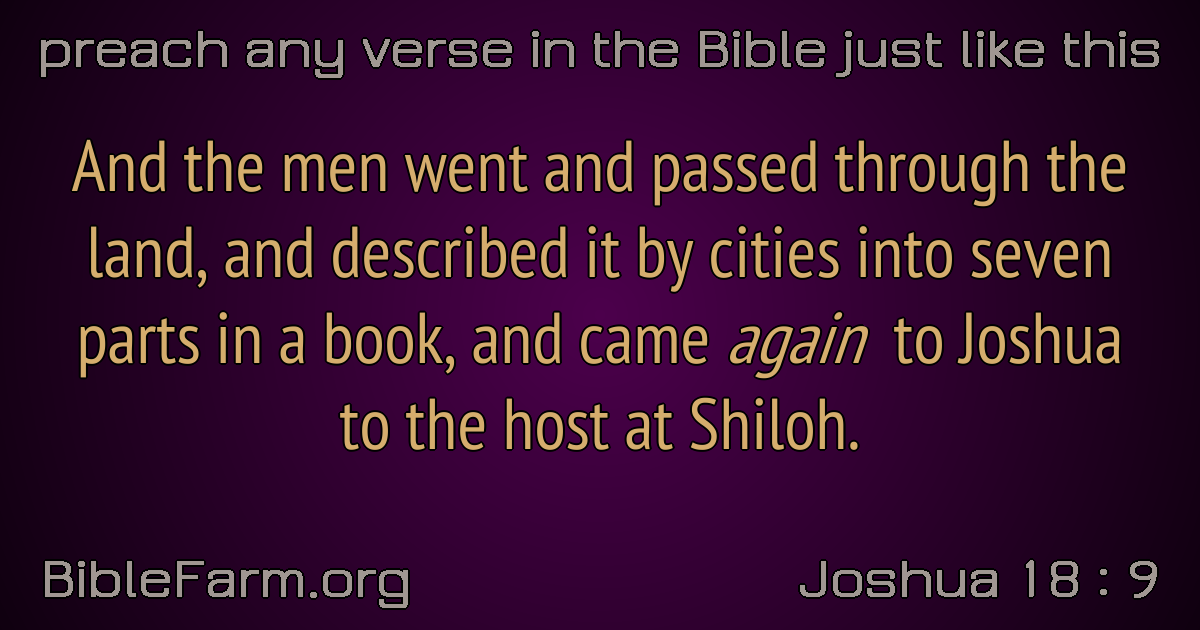 preach any verse in the Bible just like this
And the men went and passed through the
land, and described it by cities into seven
parts in a book, and came again to Joshua
to the host at Shiloh.
BibleFarm.org
Joshua 18 : 9